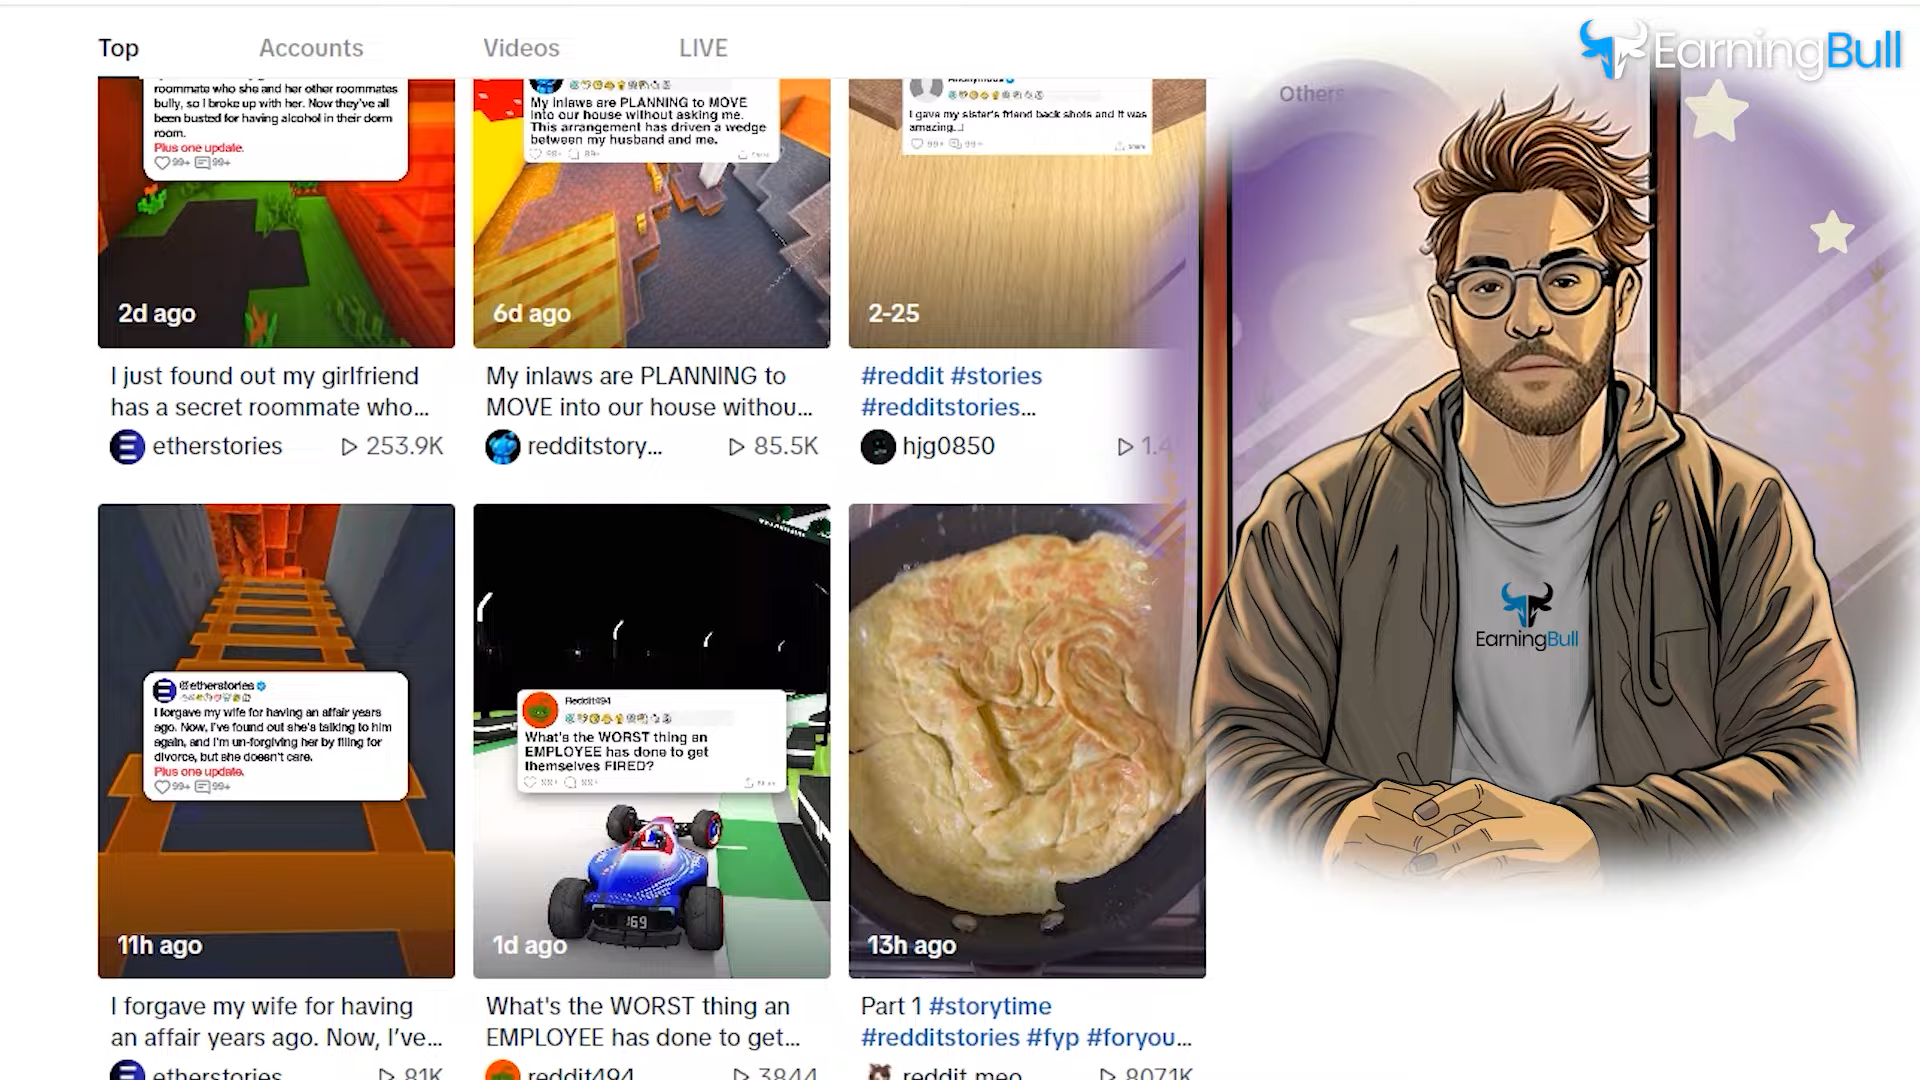 Top
Accounts
Videos
LIVE
EarningBull
Others
roommate who she and her other roommates
bully, so I broke up with her. Now they've all
been busted for having alcohol in their dorm
room.
Plus one update.
99+ 99+
2d ago
I just found out my girlfriend
has a secret roommate who...
etherstories
253.9K
My inlaws are PLANNING to MOVE
into our house without asking me.
This arrangement has driven a wedge
between my husband and me.
99+ 99+
Share
6d ago
My inlaws are PLANNING to
MOVE into our house withou...
redditstory...
85.5K
Anonymous
I gave my sister's friend back shots and it was
amazing..!
99+ 99+
Share
2-25
#reddit #stories
#redditstories...
hjg0850
1.4
@etherstories
I forgave my wife for having an affair years
ago. Now, I've found out she's talking to him
again, and I'm un-forgiving her by filing for
divorce, but she doesn't care.
Plus one update.
99+ 99+
11h ago
I forgave my wife for having
an affair years ago. Now, I've...
etherstories
81K
Reddit494
What's the WORST thing an
EMPLOYEE has done to get
themselves FIRED?
99+ 99+
Share
169
1d ago
What's the WORST thing an
EMPLOYEE has done to get...
reddit494
3844
13h ago
Part 1 #storytime
#redditstories #fyp #foryou...
reddit.meo
807.1K
EarningBull